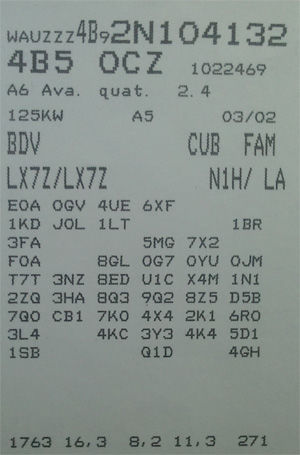 WAUZZZ4B92N104132
4B5 0CZ 1022469
A6 Ava. quat. 2.4
125KW A5 03/02
BDV CUB FAM
LX7Z/LX7Z N1H/ LA
E0A 0GV 4UE 6XF
1KD J0L 1LT 1BR
3FA 5MG 7X2
F0A 8GL 0G7 0YU 0JM
T7T 3NZ 8ED U1C X4M 1N1
2ZQ 3HA 8Q3 9Q2 8Z5 D5B
7Q0 CB1 7K0 4X4 2K1 6R0
3L4 4KC 3Y3 4K4 5D1
1SB Q1D 4GH
1763 16,3 8,2 11,3 271